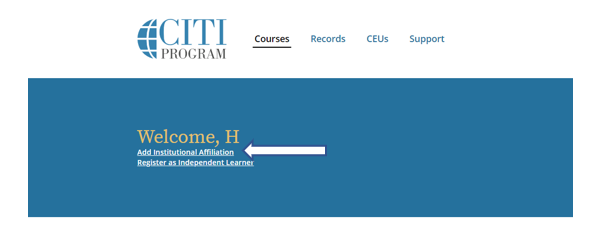 CITI
PROGRAM
Courses Records CEUs Support
Welcome, H
Add Institutional Affiliation
Register as Independent Learner